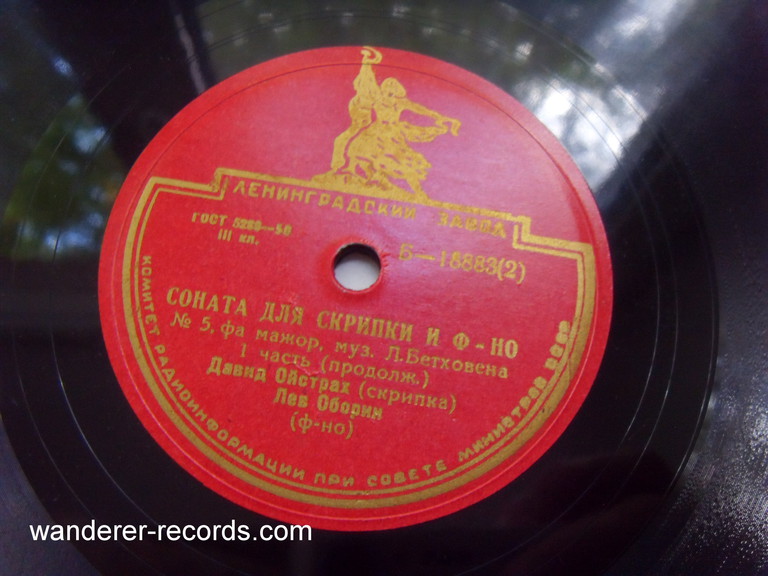 ЛЕНИНГРАДСКИЙ ЗАВОД
ГОСТ 5289—50
III кл.
Б—18883(2)
СОНАТА ДЛЯ СКРИПКИ И Ф-НО
№ 5, фа мажор, муз. Л.Бетховена
1 часть (продолж.)
Давид Ойстрах (скрипка)
Лев Оборин
(ф-но)
КОМИТЕТ РАДИОИНФОРМАЦИИ ПРИ СОВЕТЕ МИНИСТРОВ СССР
wanderer-records.com